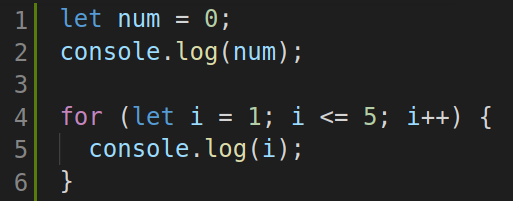 1 let num = 0;
2 console.log(num);
3
4 for (let i = 1; i <= 5; i++) {
5   console.log(i);
6 }